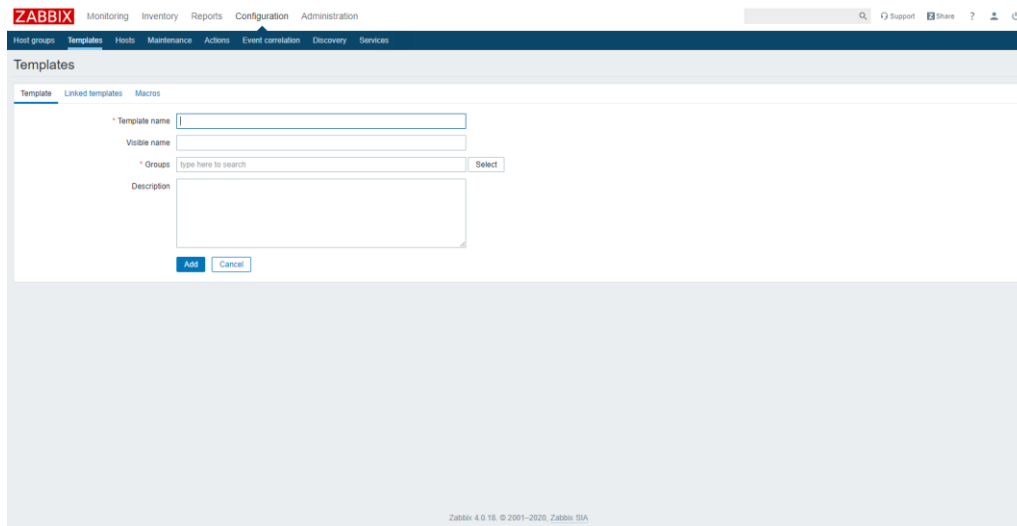 ZABBIX Monitoring Inventory Reports Configuration Administration Support Z Share ?
Host groups Templates Hosts Maintenance Actions Event correlation Discovery Services
Templates
Template Linked templates Macros
* Template name
Visible name
* Groups type here to search Select
Description
Add Cancel
Zabbix 4.0.18. © 2001–2020, Zabbix SIA